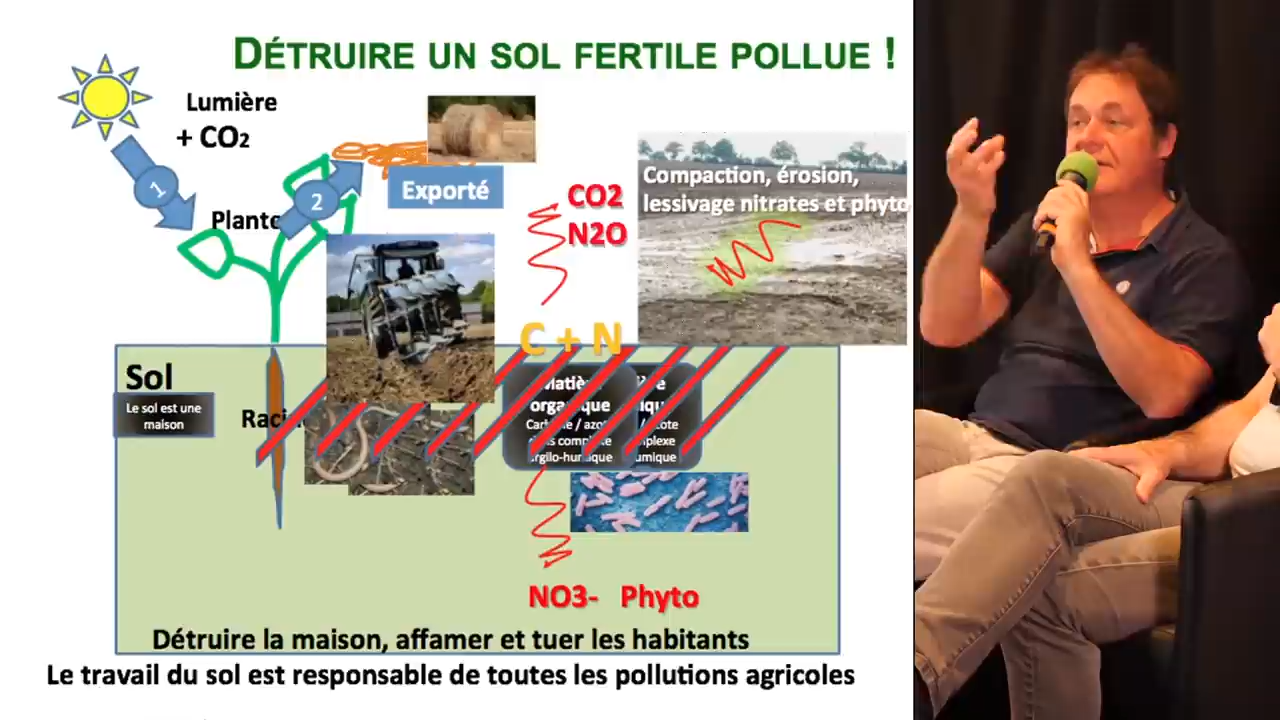 DÉTRUIRE UN SOL FERTILE POLLUE !
Lumière
+ CO2
1
2
Exporté
Plante
CO2
N2O
Compaction, érosion,
lessivage nitrates et phyto
C + N
Sol
Le sol est une
maison
Carbone / azote
NO3- Phyto
Détruire la maison, affamer et tuer les habitants
Le travail du sol est responsable de toutes les pollutions agricoles